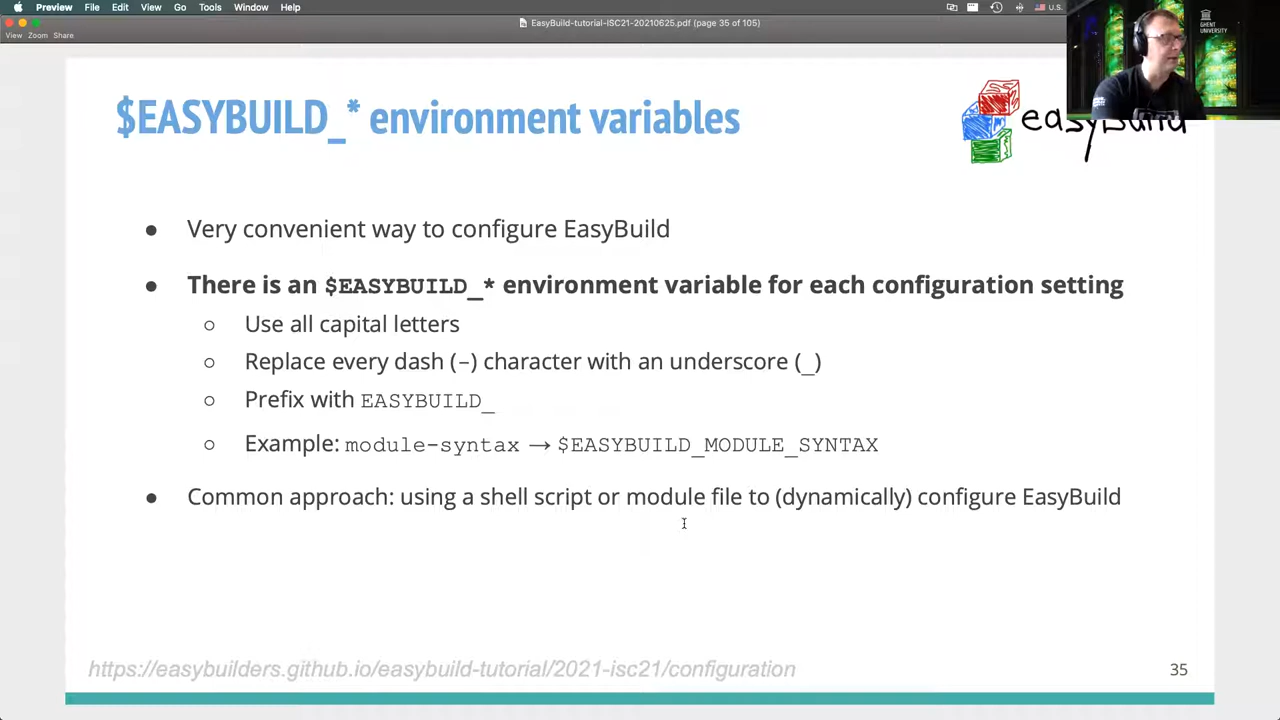 Preview File Edit View Go Tools Window Help U.S.
EasyBuild-tutorial-ISC21-20210625.pdf (page 35 of 105)
View Zoom Share
GHENT
UNIVERSITY
$EASYBUILD_* environment variables
easybuild
● Very convenient way to configure EasyBuild
● There is an $EASYBUILD_* environment variable for each configuration setting
○ Use all capital letters
○ Replace every dash (-) character with an underscore (_)
○ Prefix with EASYBUILD_
○ Example: module-syntax → $EASYBUILD_MODULE_SYNTAX
● Common approach: using a shell script or module file to (dynamically) configure EasyBuild
https://easybuilders.github.io/easybuild-tutorial/2021-isc21/configuration
35